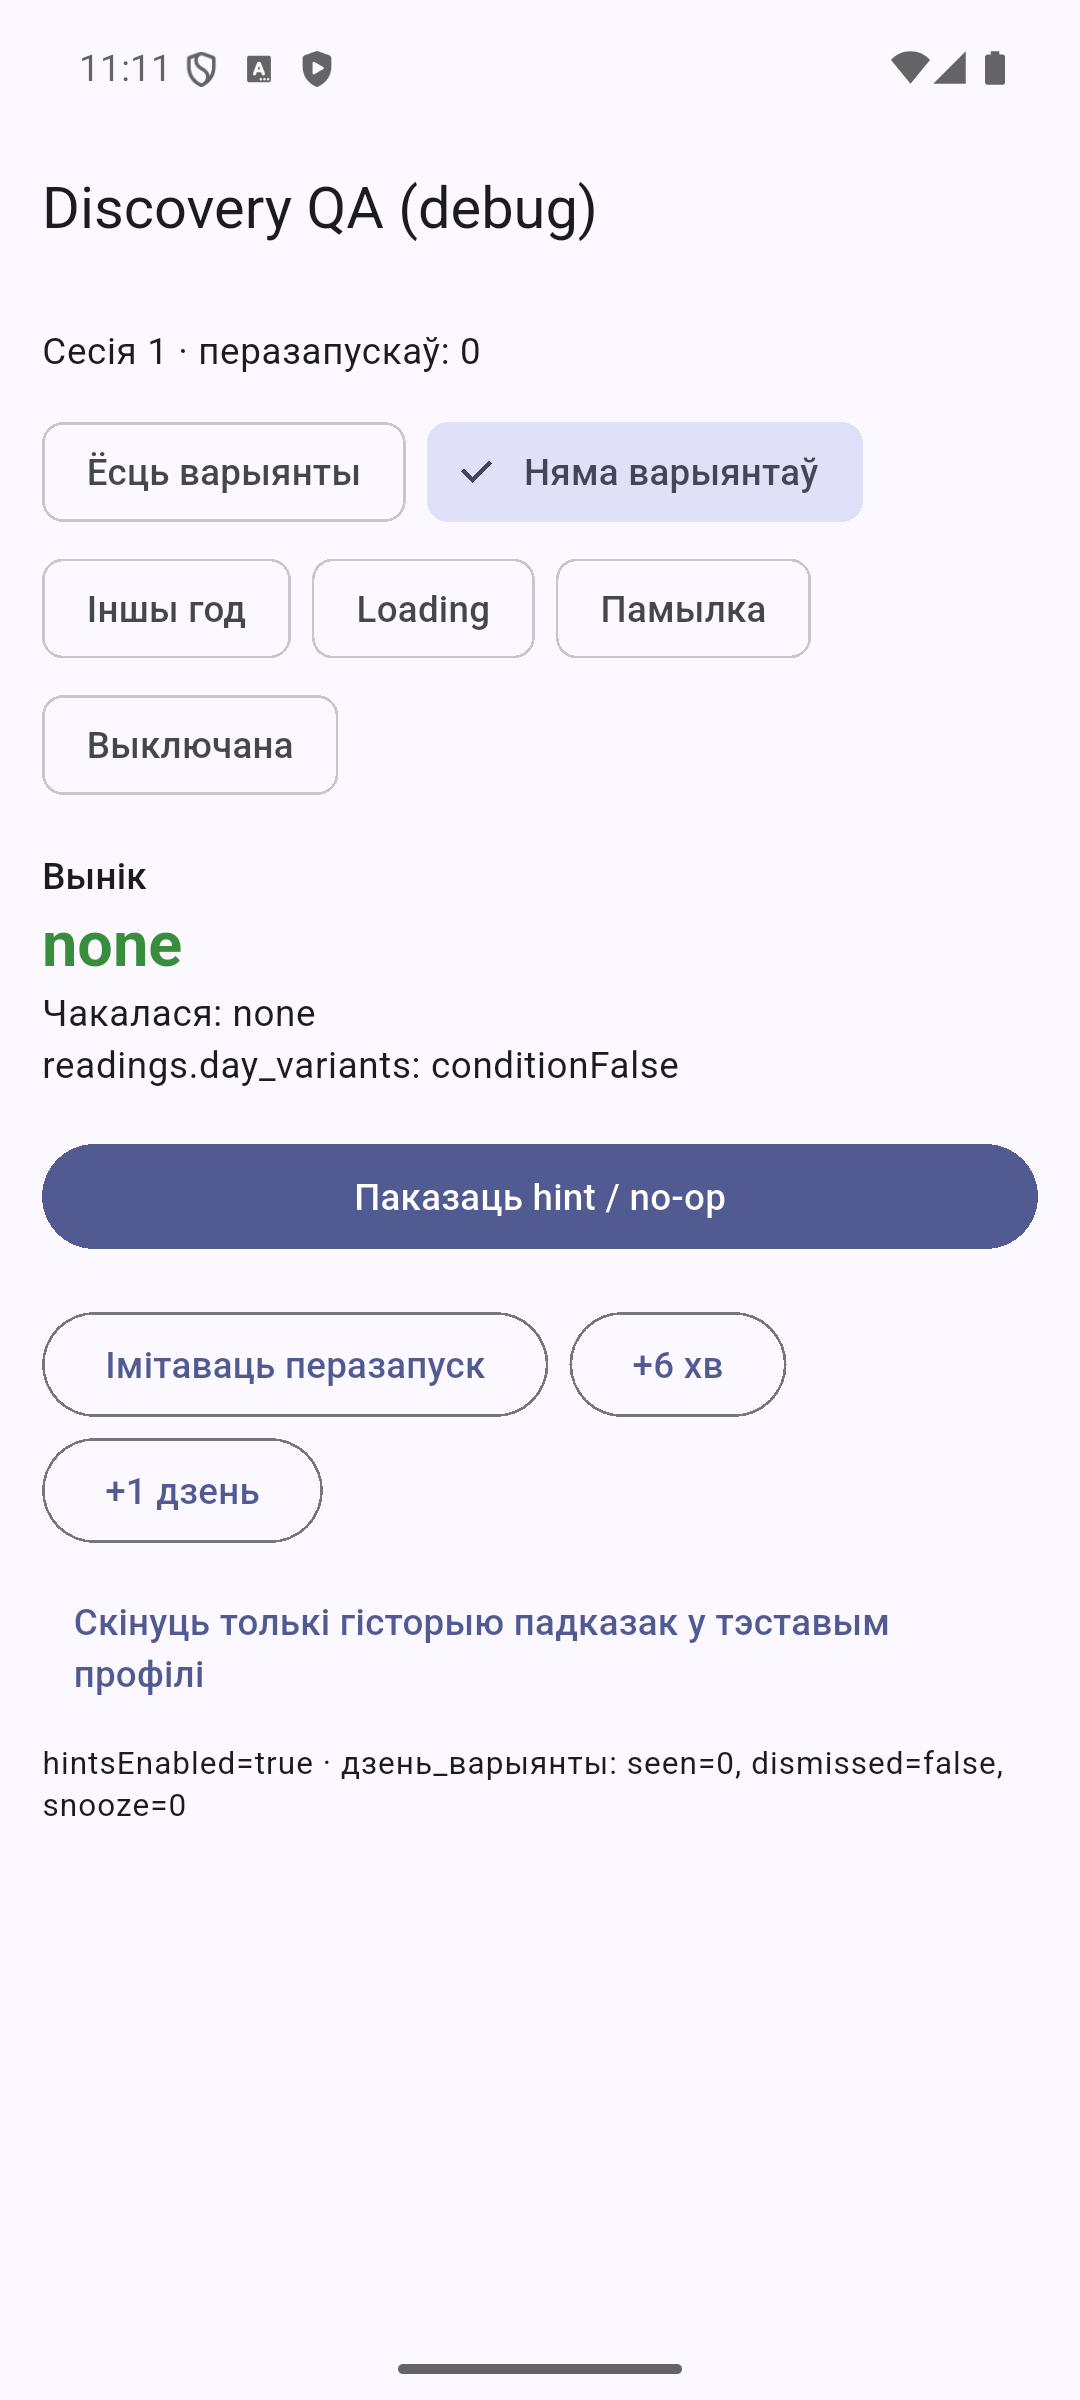 11:11
Discovery QA (debug)
Сесія 1 · перазапускаў: 0
Ёсць варыянты
Няма варыянтаў
Іншы год
Loading
Памылка
Выключана
Вынік
none
Чакалася: none
readings.day_variants: conditionFalse
Паказаць hint / no-op
Імітаваць перазапуск
+6 хв
+1 дзень
Скінуць толькі гісторыю падказак у тэставым
профілі
hintsEnabled=true · дзень_варыянты: seen=0, dismissed=false,
snooze=0